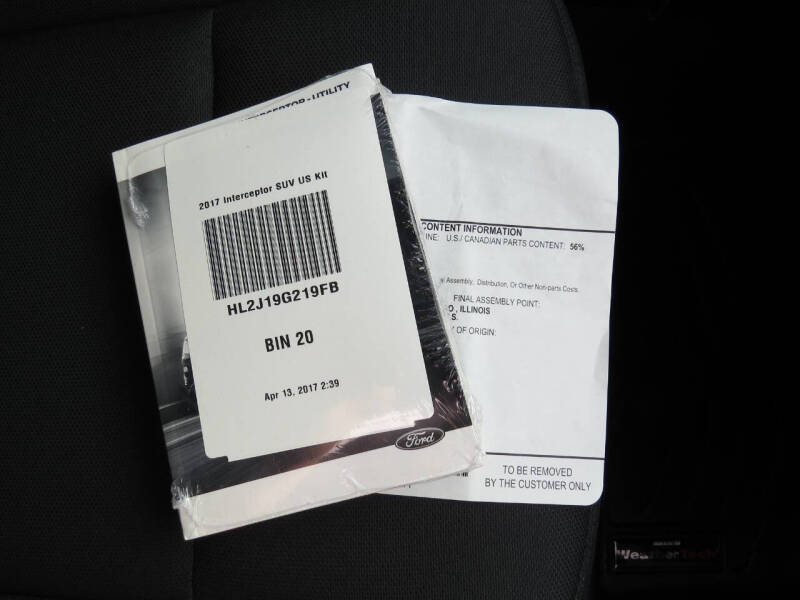 INTERCEPTOR - UTILITY
2017 Interceptor SUV US Kit
HL2J19G219FB
BIN 20
Apr 13, 2017 2:39
Ford
CONTENT INFORMATION
INE: U.S./ CANADIAN PARTS CONTENT: 56%
al Assembly, Distribution, Or Other Non-parts Costs.
FINAL ASSEMBLY POINT:
O, ILLINOIS
S.
Y OF ORIGIN:
TO BE REMOVED
BY THE CUSTOMER ONLY
WeatherTech